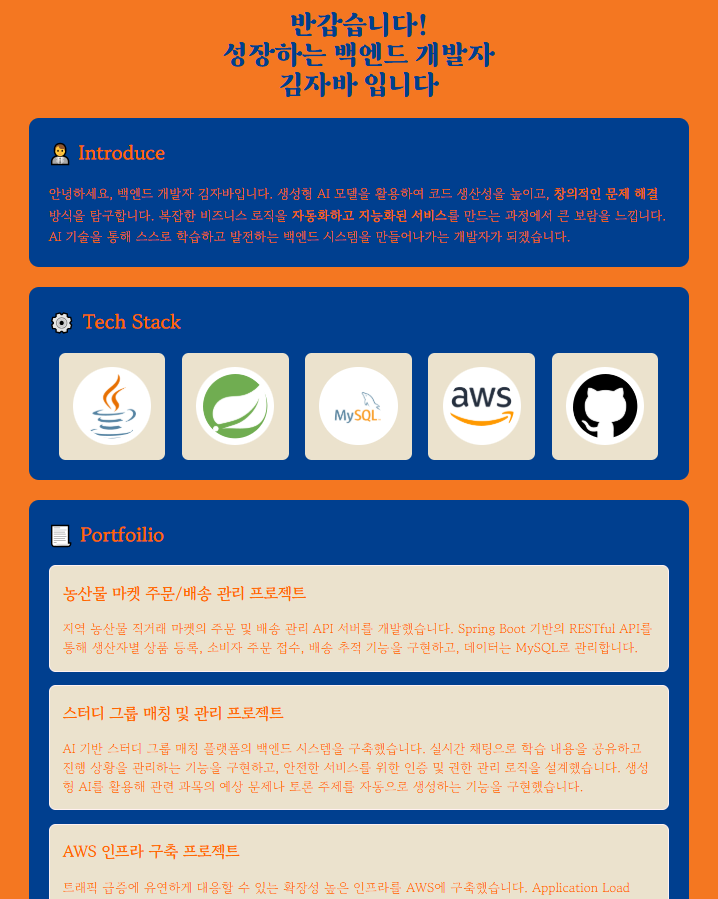 반갑습니다!
성장하는 백엔드 개발자
김자바 입니다
Introduce
안녕하세요, 백엔드 개발자 김자바입니다. 생성형 AI 모델을 활용하여 코드 생산성을 높이고, 창의적인 문제 해결
방식을 탐구합니다. 복잡한 비즈니스 로직을 자동화하고 지능화된 서비스를 만드는 과정에서 큰 보람을 느낍니다.
AI 기술을 통해 스스로 학습하고 발전하는 백엔드 시스템을 만들어나가는 개발자가 되겠습니다.
Tech Stack
MySQL
aws
Portfoilio
농산물 마켓 주문/배송 관리 프로젝트
지역 농산물 직거래 마켓의 주문 및 배송 관리 API 서버를 개발했습니다. Spring Boot 기반의 RESTful API를
통해 생산자별 상품 등록, 소비자 주문 접수, 배송 추적 기능을 구현하고, 데이터는 MySQL로 관리합니다.
스터디 그룹 매칭 및 관리 프로젝트
AI 기반 스터디 그룹 매칭 플랫폼의 백엔드 시스템을 구축했습니다. 실시간 채팅으로 학습 내용을 공유하고
진행 상황을 관리하는 기능을 구현하고, 안전한 서비스를 위한 인증 및 권한 관리 로직을 설계했습니다. 생성
형 AI를 활용해 관련 과목의 예상 문제나 토론 주제를 자동으로 생성하는 기능을 구현했습니다.
AWS 인프라 구축 프로젝트
트래픽 급증에 유연하게 대응할 수 있는 확장성 높은 인프라를 AWS에 구축했습니다. Application Load